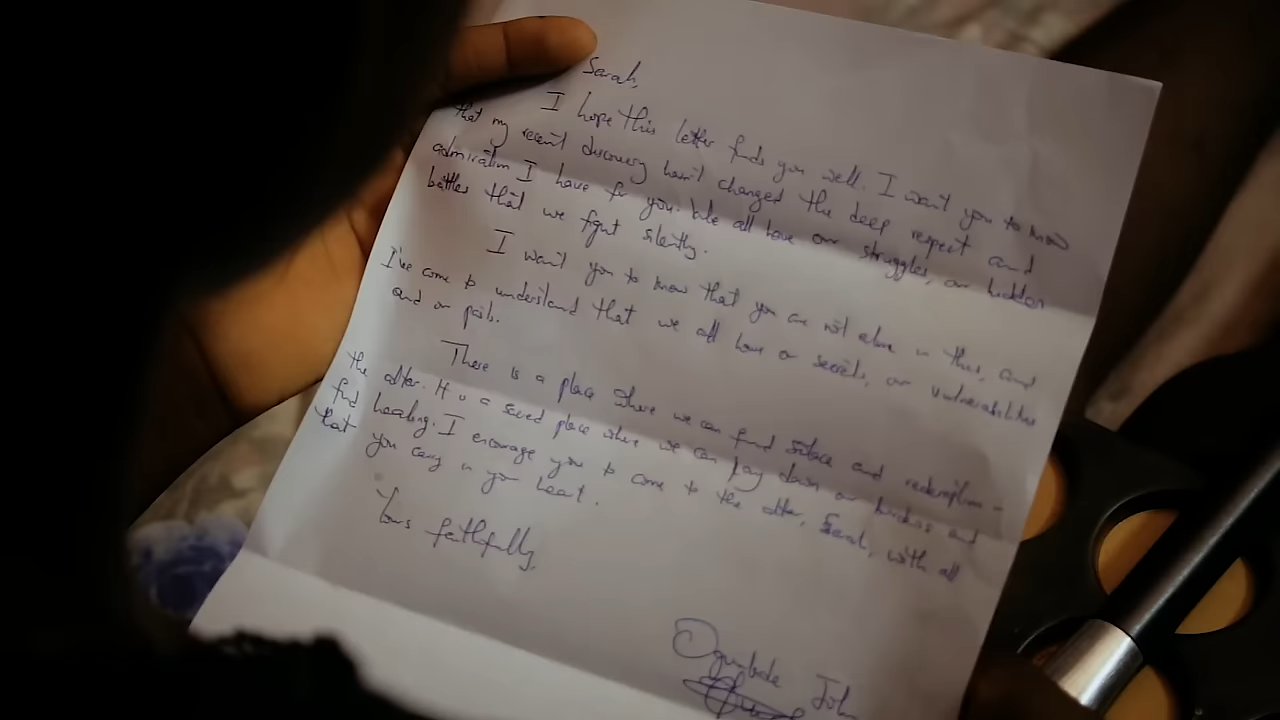 Sarah,
I hope this letter finds you well. I want you to know
that my recent discovery hasn't changed the deep respect and
admiration I have for you. We all have our struggles, our hidden
battles that we fight silently.
I want you to know that you are not alone in this, and
I've come to understand that we all have our secrets, our vulnerabilities
and our pasts.
There is a place where we can find solace and redemption -
the alter. It is a sacred place where we can lay down our burdens and
find healing. I encourage you to come to the alter, Sarah, with all
that you carry in your heart.
Yours faithfully,
John